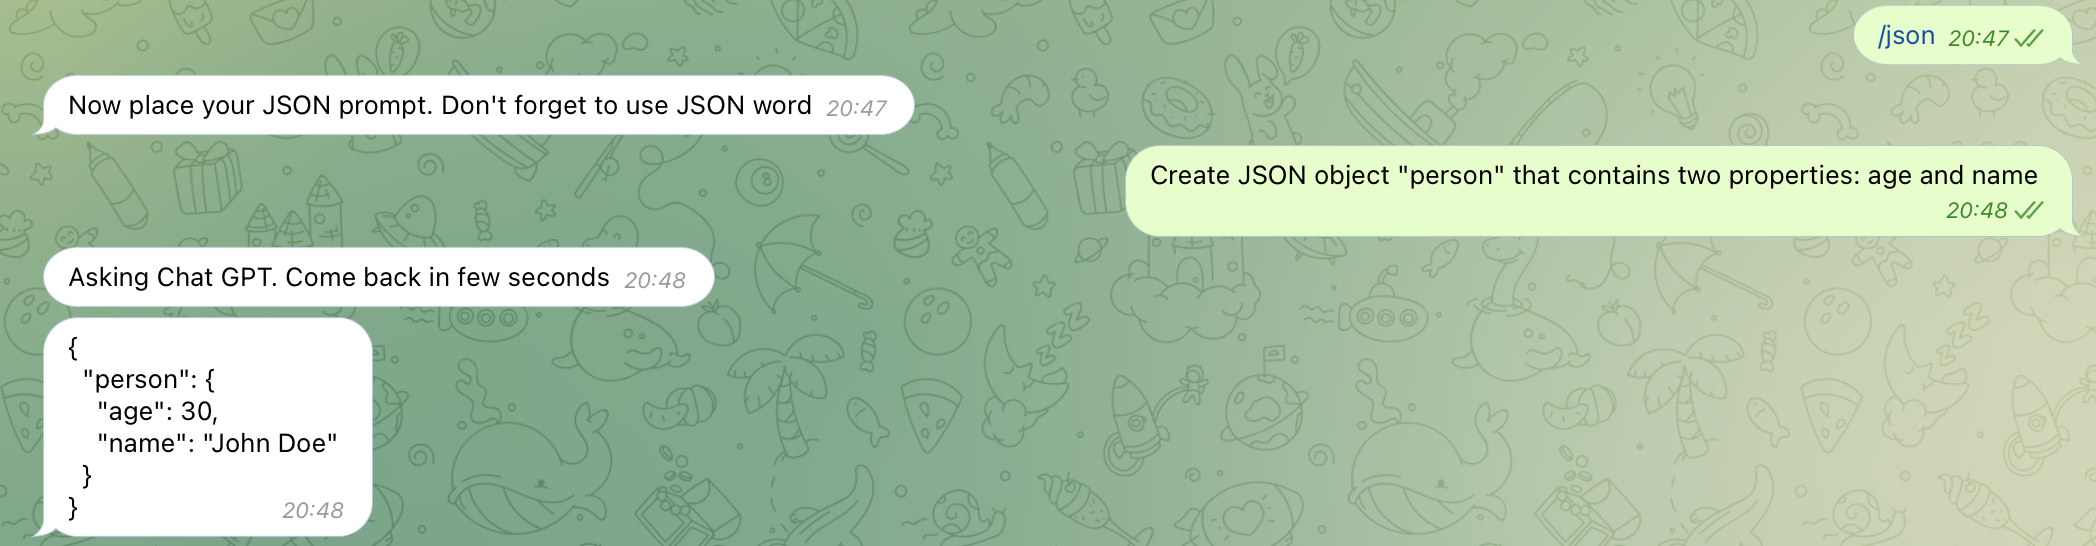 /json 20:47
Now place your JSON prompt. Don't forget to use JSON word 20:47
Create JSON object "person" that contains two properties: age and name
20:48
Asking Chat GPT. Come back in few seconds 20:48
{
"person": {
"age": 30,
"name": "John Doe"
}
}
20:48